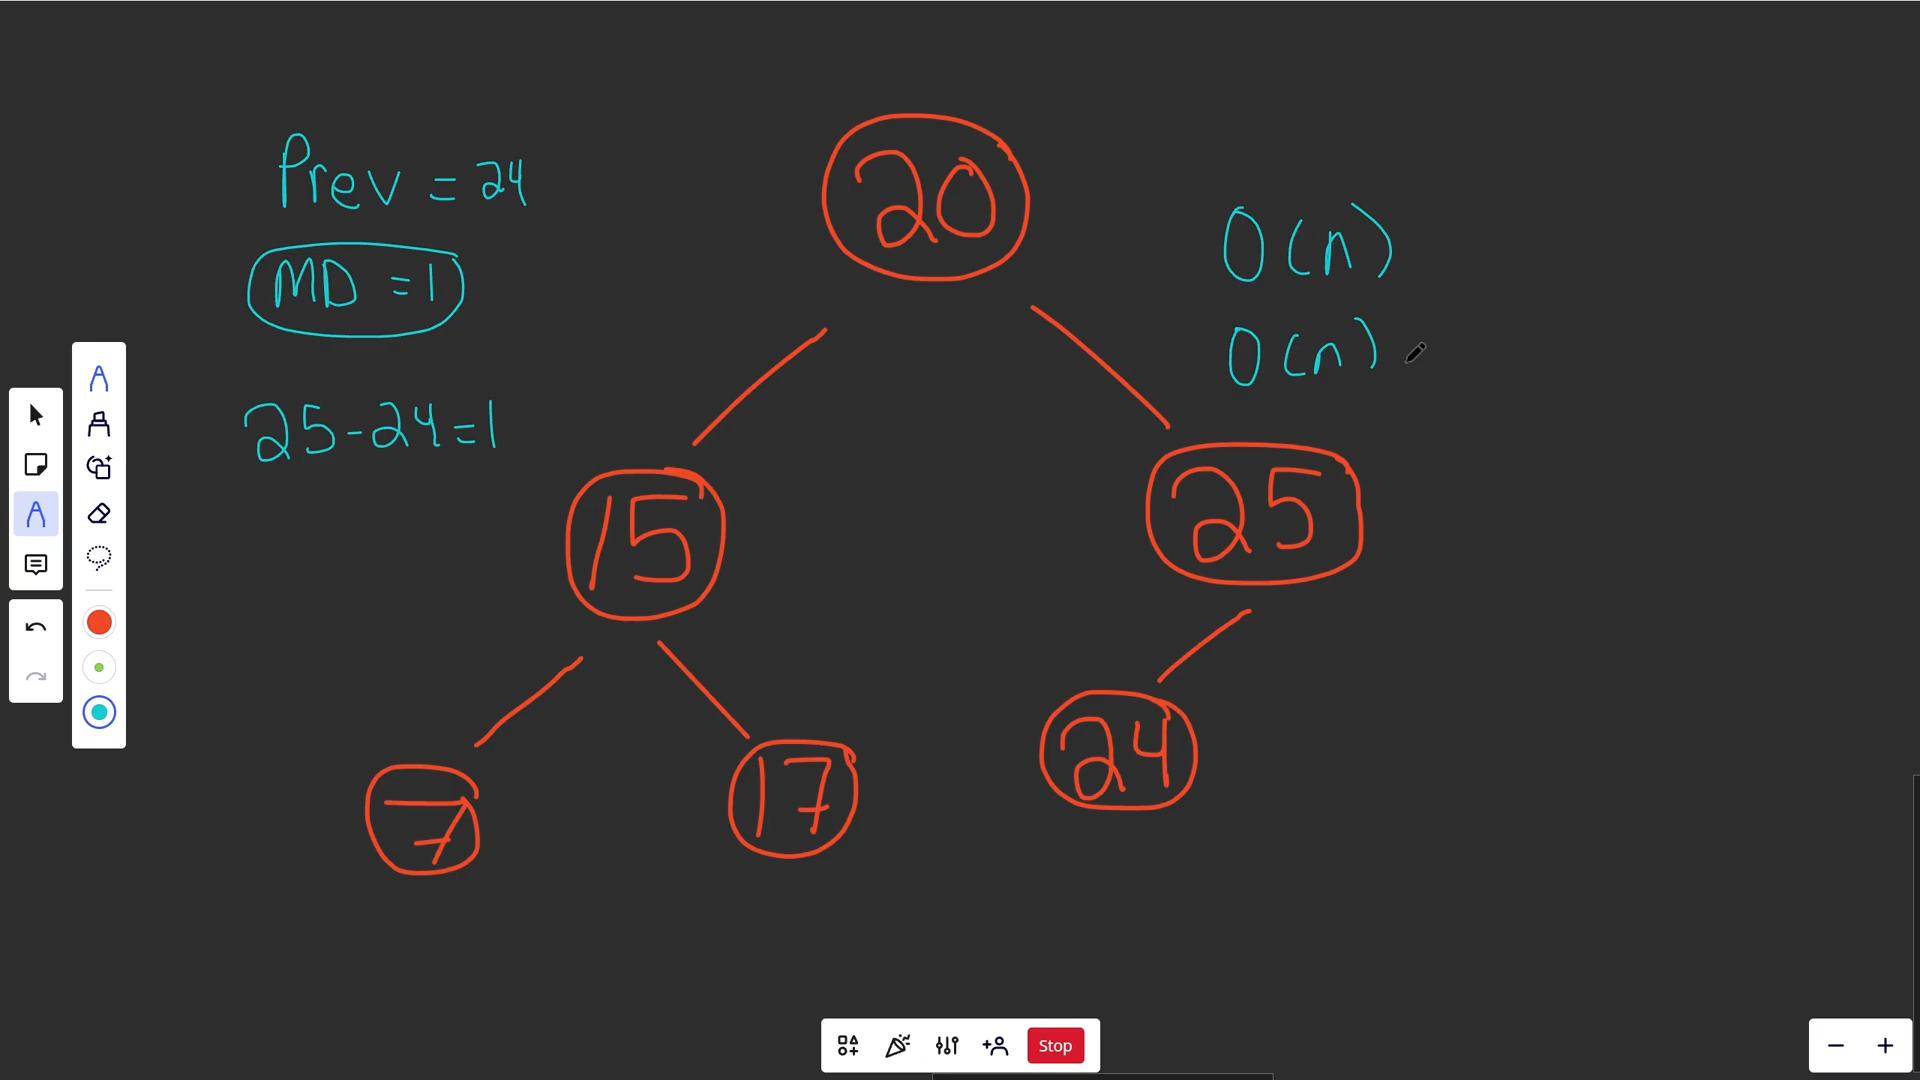 Prev = 24
MD = 1
25-24=1
20
O(n)
O(n)
15
25
7
17
24
Stop